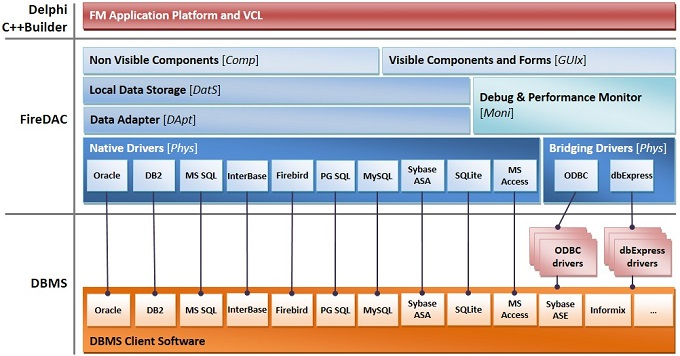 Delphi
C++Builder
FM Application Platform and VCL
FireDAC
Non Visible Components [Comp]
Visible Components and Forms [GUIx]
Local Data Storage [DatS]
Debug & Performance Monitor
[Moni]
Data Adapter [DApt]
Native Drivers [Phys]
Bridging Drivers [Phys]
Oracle
DB2
MS SQL
InterBase
Firebird
PG SQL
MySQL
Sybase
ASA
SQLite
MS
Access
ODBC
dbExpress
ODBC
drivers
dbExpress
drivers
DBMS
Oracle
DB2
MS SQL
InterBase
Firebird
PG SQL
MySQL
Sybase
ASA
SQLite
MS
Access
Sybase
ASE
Informix
...
DBMS Client Software